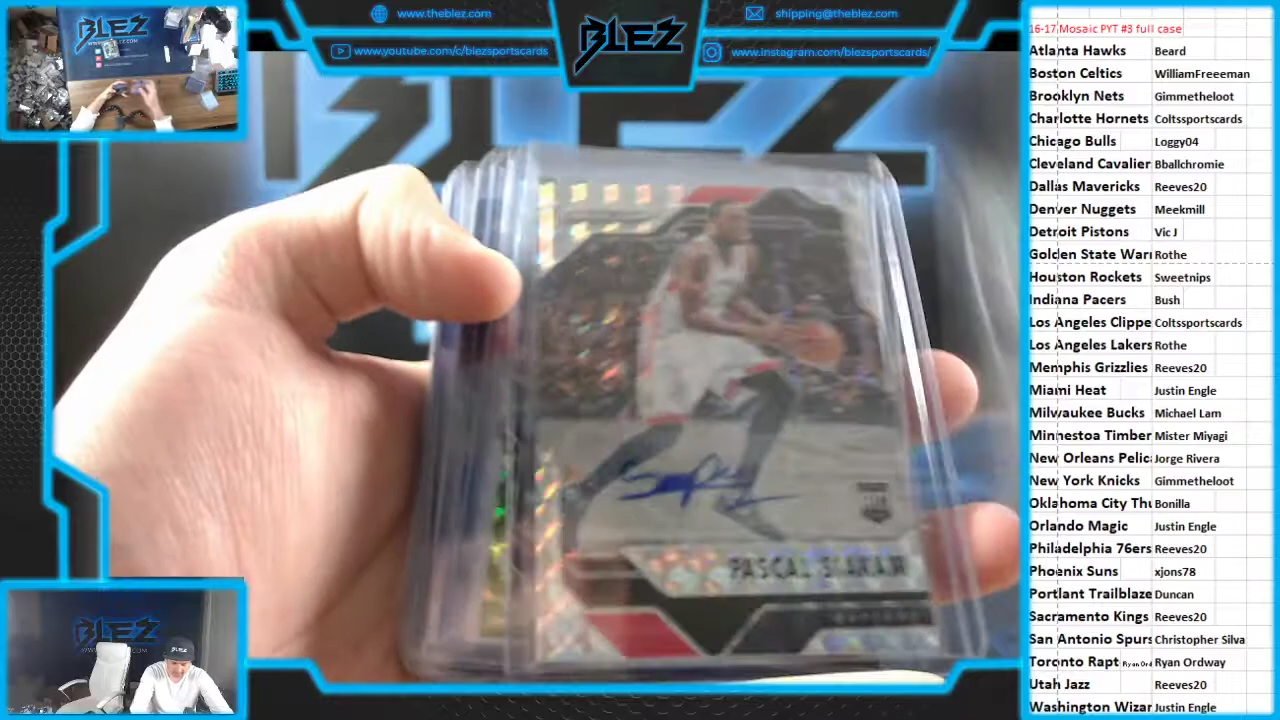 www.theblez.com
shipping@theblez.com
www.youtube.com/c/blezsportscards
www.instagram.com/blezsportscards/
BLEZ
PASCAL SIAKAM
16-17 Mosaic PYT #3 full case
Atlanta Hawks Beard
Boston Celtics WilliamFreeeman
Brooklyn Nets Gimmetheloot
Charlotte Hornets Coltssportscards
Chicago Bulls Loggy04
Cleveland Cavalier Bballchromie
Dallas Mavericks Reeves20
Denver Nuggets Meekmill
Detroit Pistons Vic J
Golden State Warr Rothe
Houston Rockets Sweetnips
Indiana Pacers Bush
Los Angeles Clippe Coltssportscards
Los Angeles Lakers Rothe
Memphis Grizzlies Reeves20
Miami Heat Justin Engle
Milwaukee Bucks Michael Lam
Minnestoa Timber Mister Miyagi
New Orleans Pelic Jorge Rivera
New York Knicks Gimmetheloot
Oklahoma City Thu Bonilla
Orlando Magic Justin Engle
Philadelphia 76ers Reeves20
Phoenix Suns xjons78
Portlant Trailblaze Duncan
Sacramento Kings Reeves20
San Antonio Spurs Christopher Silva
Toronto Rapt Ryan Ord Ryan Ordway
Utah Jazz Reeves20
Washington Wizar Justin Engle
BLEZ
BLEZ